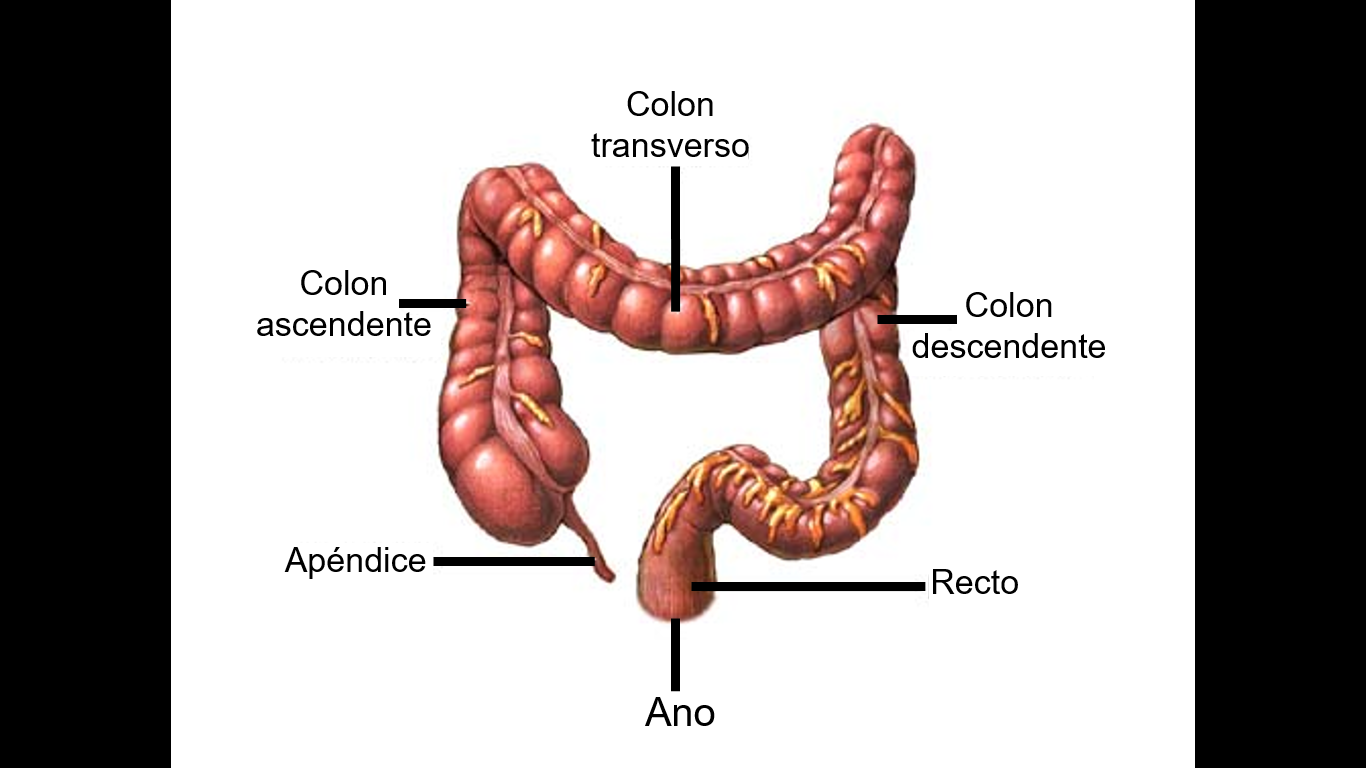 Colon
transverso
Colon
ascendente
Colon
descendente
Apéndice
Recto
Ano